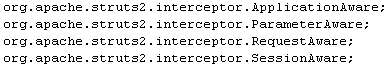 org.apache.struts2.interceptor.ApplicationAware;
org.apache.struts2.interceptor.ParameterAware;
org.apache.struts2.interceptor.RequestAware;
org.apache.struts2.interceptor.SessionAware;